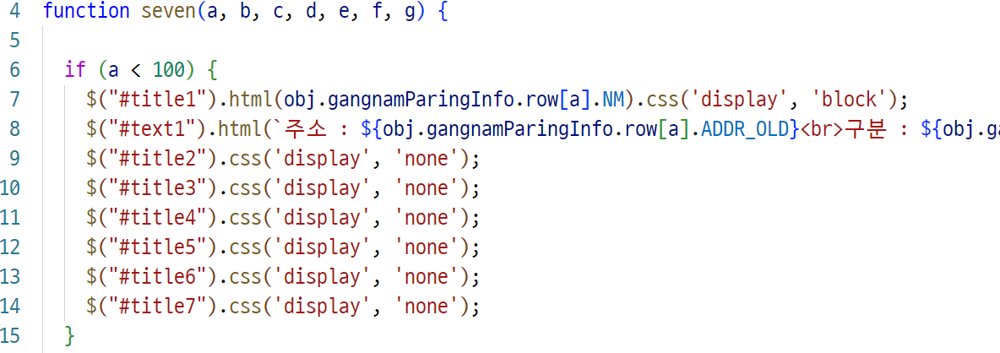 4 function seven(a, b, c, d, e, f, g) {
5
6 if (a < 100) {
7 $("#title1").html(obj.gangnamParingInfo.row[a].NM).css('display', 'block');
8 $("#text1").html(`주소 : ${obj.gangnamParingInfo.row[a].ADDR_OLD}<br>구분 : ${obj.ga
9 $("#title2").css('display', 'none');
10 $("#title3").css('display', 'none');
11 $("#title4").css('display', 'none');
12 $("#title5").css('display', 'none');
13 $("#title6").css('display', 'none');
14 $("#title7").css('display', 'none');
15 }